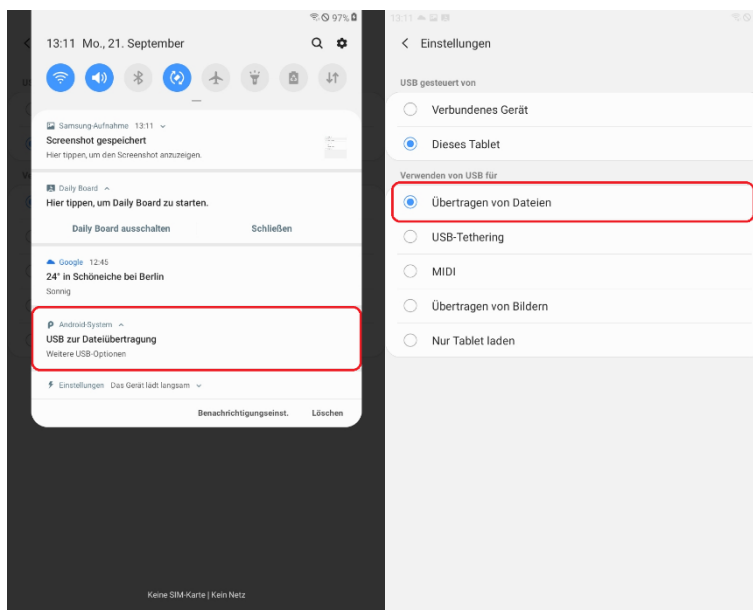 97%
13:11 Mo., 21. September
Samsung-Aufnahme 13:11
Screenshot gespeichert
Hier tippen, um den Screenshot anzuzeigen.
Daily Board
Hier tippen, um Daily Board zu starten.
Daily Board ausschalten Schließen
Google 12:45
24° in Schöneiche bei Berlin
Sonnig
Android-System
USB zur Dateiübertragung
Weitere USB-Optionen
Einstellungen Das Gerät lädt langsam
Benachrichtigungseinst. Löschen
Keine SIM-Karte | Kein Netz
13:11
Einstellungen
USB gesteuert von
Verbundenes Gerät
Dieses Tablet
Verwenden von USB für
Übertragen von Dateien
USB-Tethering
MIDI
Übertragen von Bildern
Nur Tablet laden